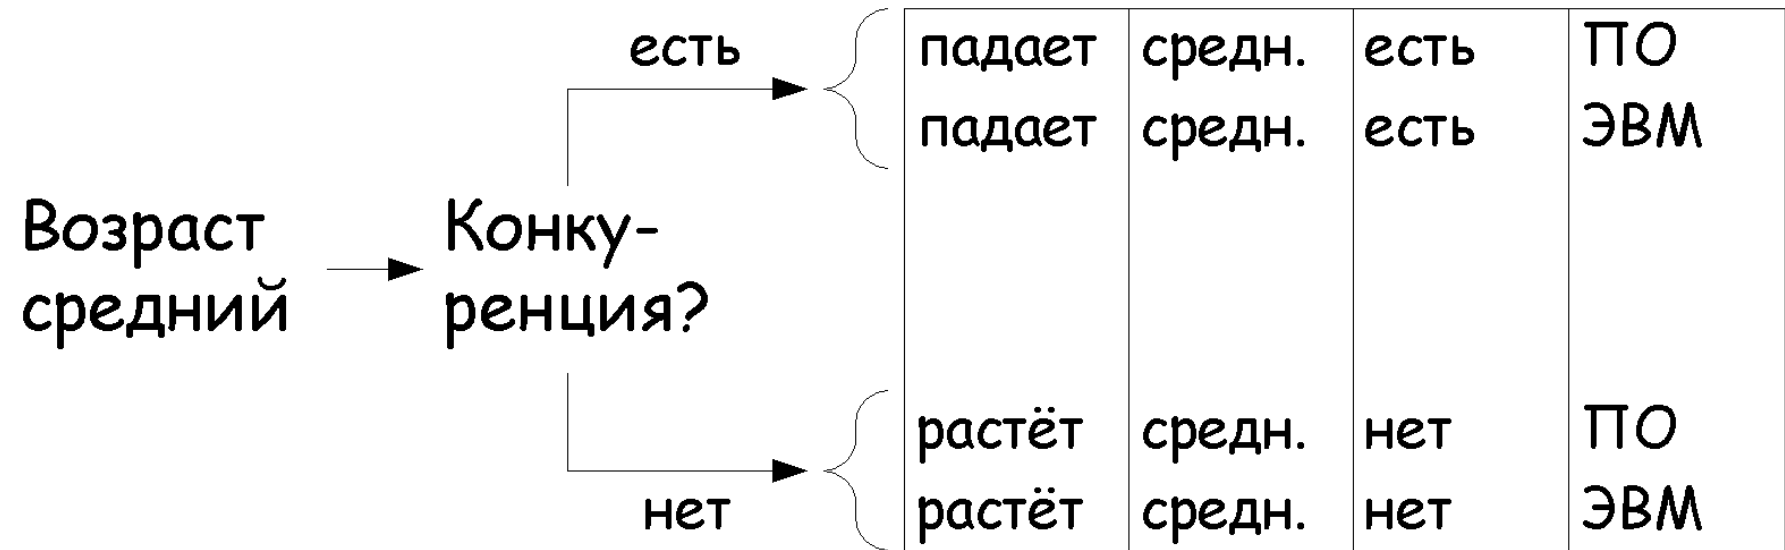 есть
падает средн. есть ПО
падает средн. есть ЭВМ
Возраст
средний
Конку-
ренция?
растёт средн. нет ПО
растёт средн. нет ЭВМ
нет